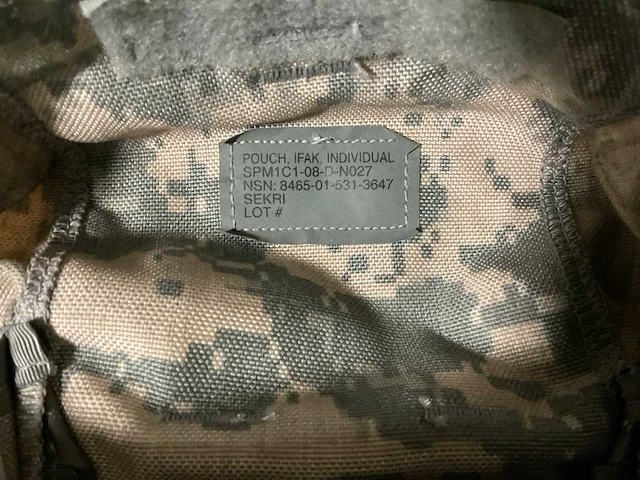 POUCH, IFAK, INDIVIDUAL
SPM1C1-08-D-N027
NSN: 8465-01-531-3647
SEKRI
LOT #